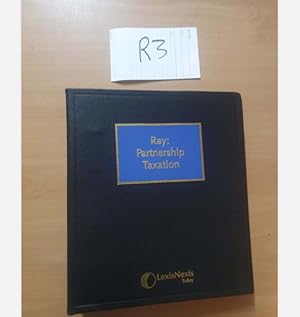 R3
Ray:
Partnership
Taxation
LexisNexis
Tolley